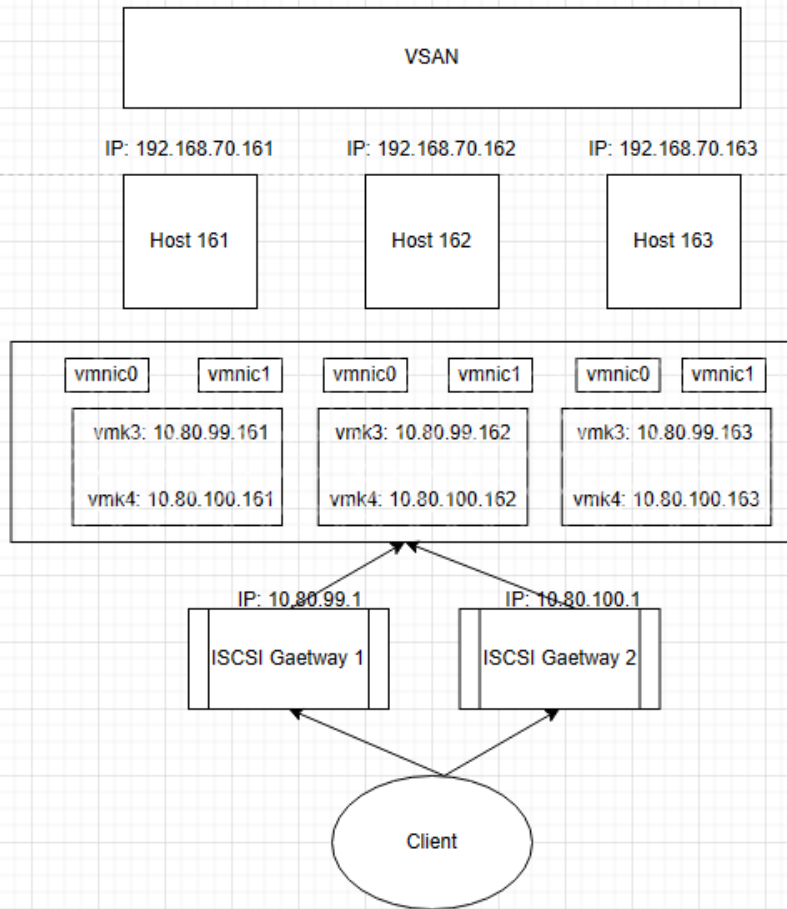 VSAN
IP: 192.168.70.161 IP: 192.168.70.162 IP: 192.168.70.163
Host 161 Host 162 Host 163
vmnic0 vmnic1 vmnic0 vmnic1 vmnic0 vmnic1
vmk3: 10.80.99.161 vmk3: 10.80.99.162 vmk3: 10.80.99.163
vmk4: 10.80.100.161 vmk4: 10.80.100.162 vmk4: 10.80.100.163
IP: 10.80.99.1 IP: 10.80.100.1
ISCSI Gaetway 1 ISCSI Gaetway 2
Client